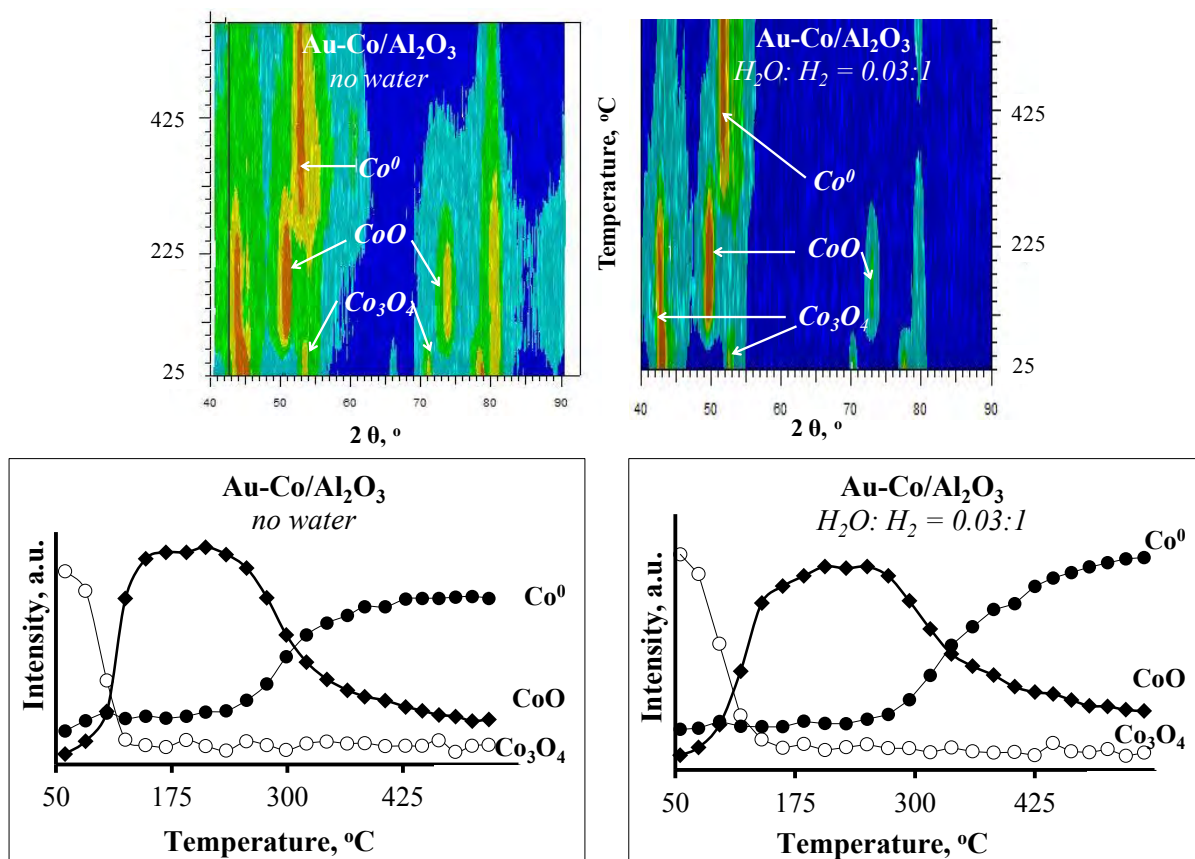 Au-Co/Al₂O₃
no water
425
225
25
Co⁰
CoO
Co₃O₄
40 50 60 70 80 90
2 θ, °
Au-Co/Al₂O₃
H₂O: H₂ = 0.03:1
Temperature, °C
425
225
25
Co⁰
CoO
Co₃O₄
40 50 60 70 80 90
2 θ, °
Au-Co/Al₂O₃
no water
Intensity, a.u.
Co⁰
CoO
Co₃O₄
50 175 300 425
Temperature, °C
Au-Co/Al₂O₃
H₂O: H₂ = 0.03:1
Intensity, a.u.
Co⁰
CoO
Co₃O₄
50 175 300 425
Temperature, °C